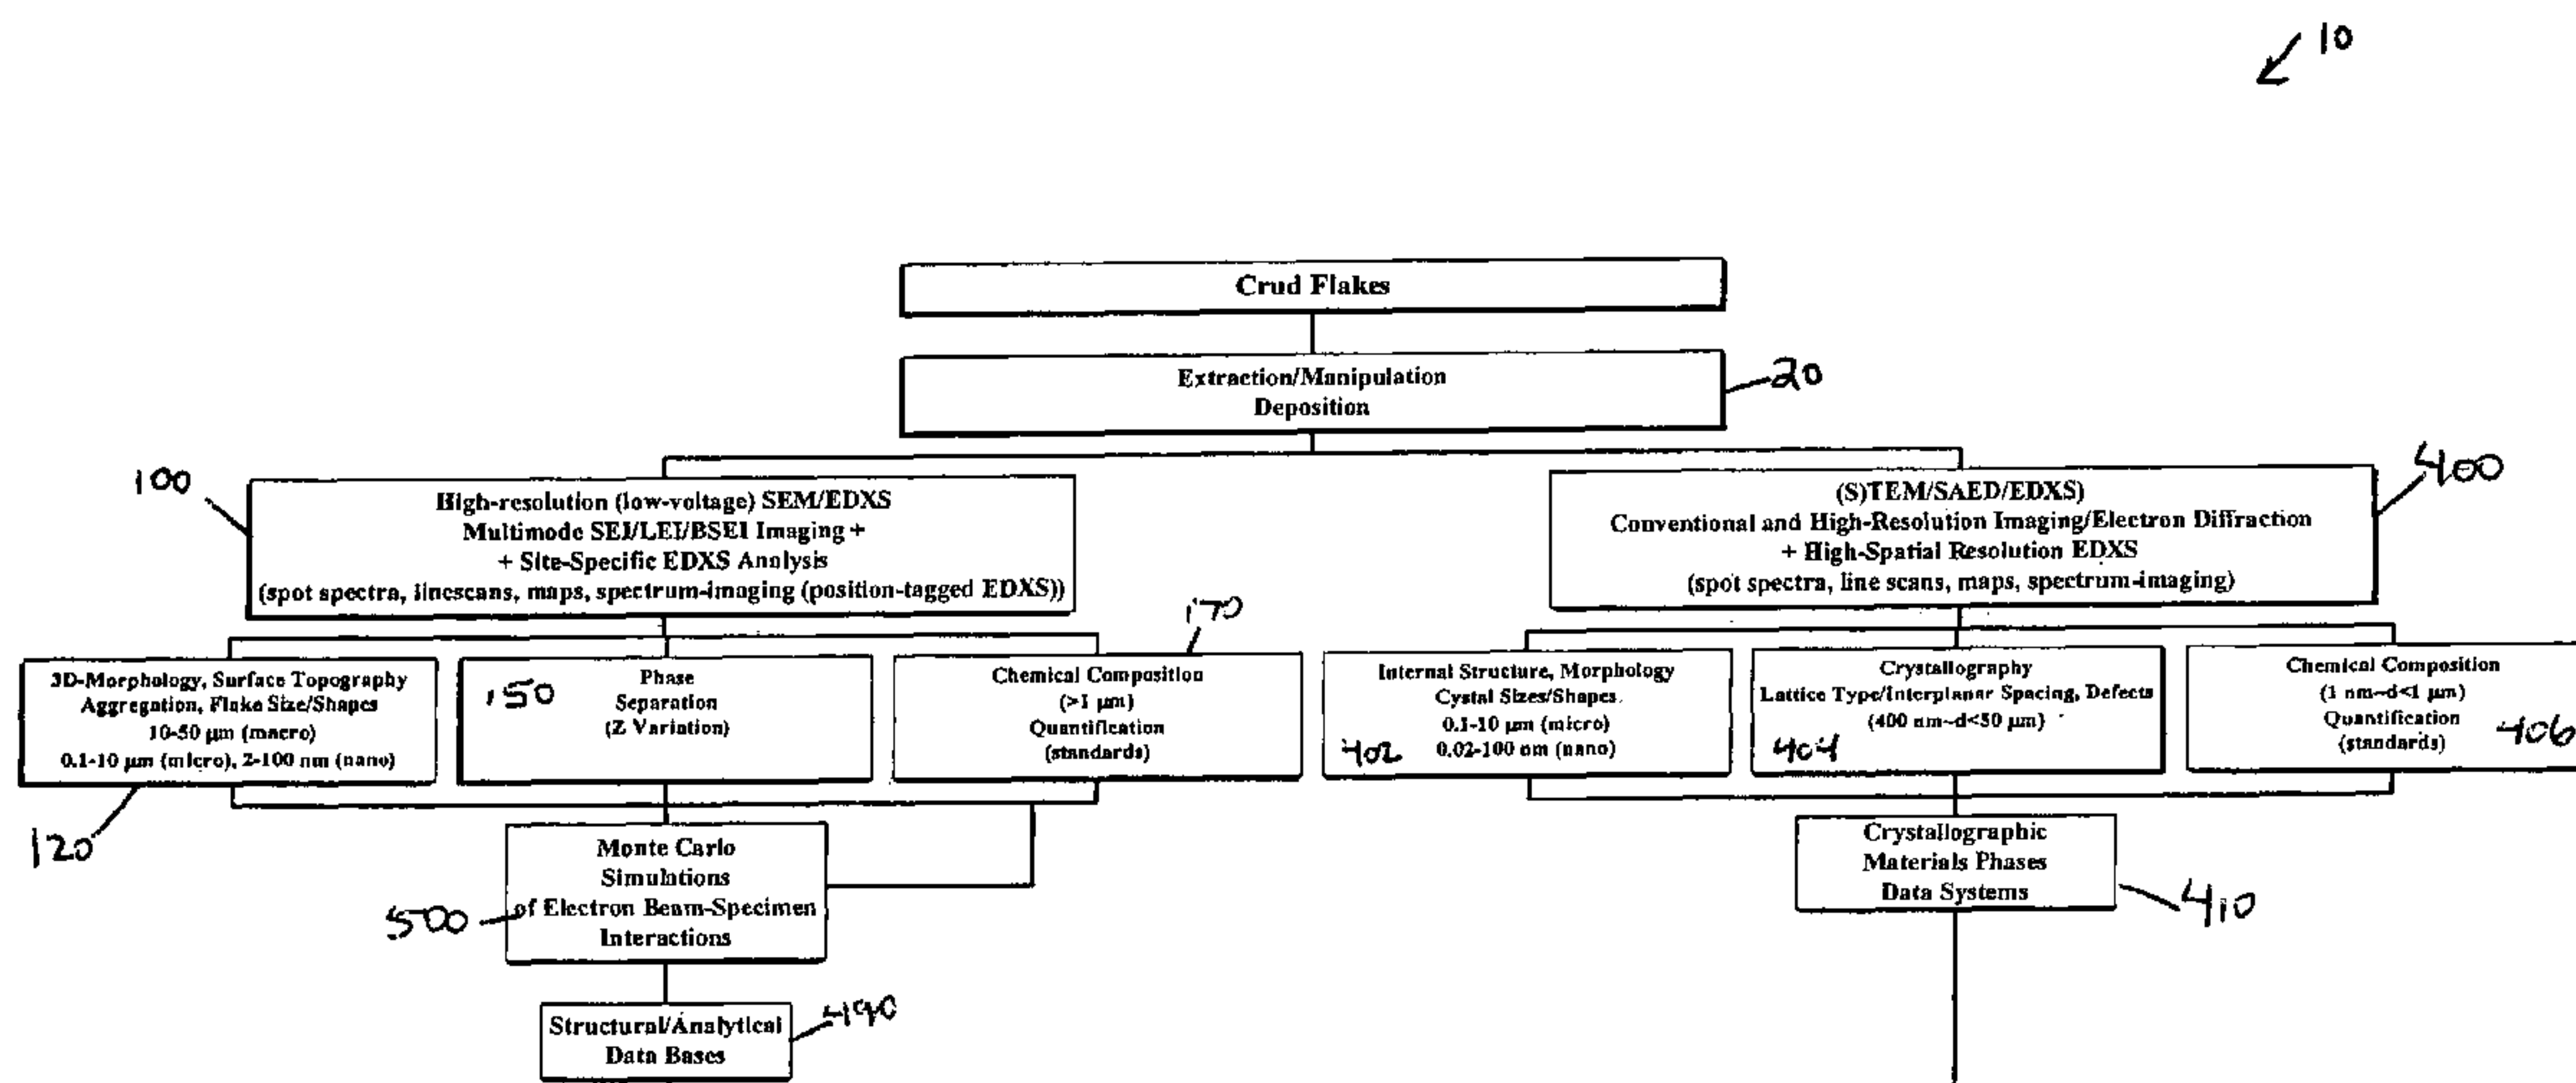 10
Crud Flakes
Extraction/Manipulation
Deposition
20
100
High-resolution (low-voltage) SEM/EDXS
Multimode SEI/LEI/BSEI Imaging +
+ Site-Specific EDXS Analysis
(spot spectra, linescans, maps, spectrum-imaging (position-tagged EDXS))
400
(S)TEM/SAED/EDXS)
Conventional and High-Resolution Imaging/Electron Diffraction
+ High-Spatial Resolution EDXS
(spot spectra, line scans, maps, spectrum-imaging)
3D-Morphology, Surface Topography
Aggregation, Flake Size/Shapes
10-50 μm (macro)
0.1-10 μm (micro), 2-100 nm (nano)
120
150
Phase
Separation
(Z Variation)
170
Chemical Composition
(>1 μm)
Quantification
(standards)
Internal Structure, Morphology
Cystal Sizes/Shapes
0.1-10 μm (micro)
0.02-100 nm (nano)
402
Crystallography
Lattice Type/Interplanar Spacing, Defects
(400 nm~d<50 μm)
404
Chemical Composition
(1 nm~d<1 μm)
Quantification
(standards)
406
Monte Carlo
Simulations
of Electron Beam-Specimen
Interactions
500
Crystallographic
Materials Phases
Data Systems
410
Structural/Analytical
Data Bases
490